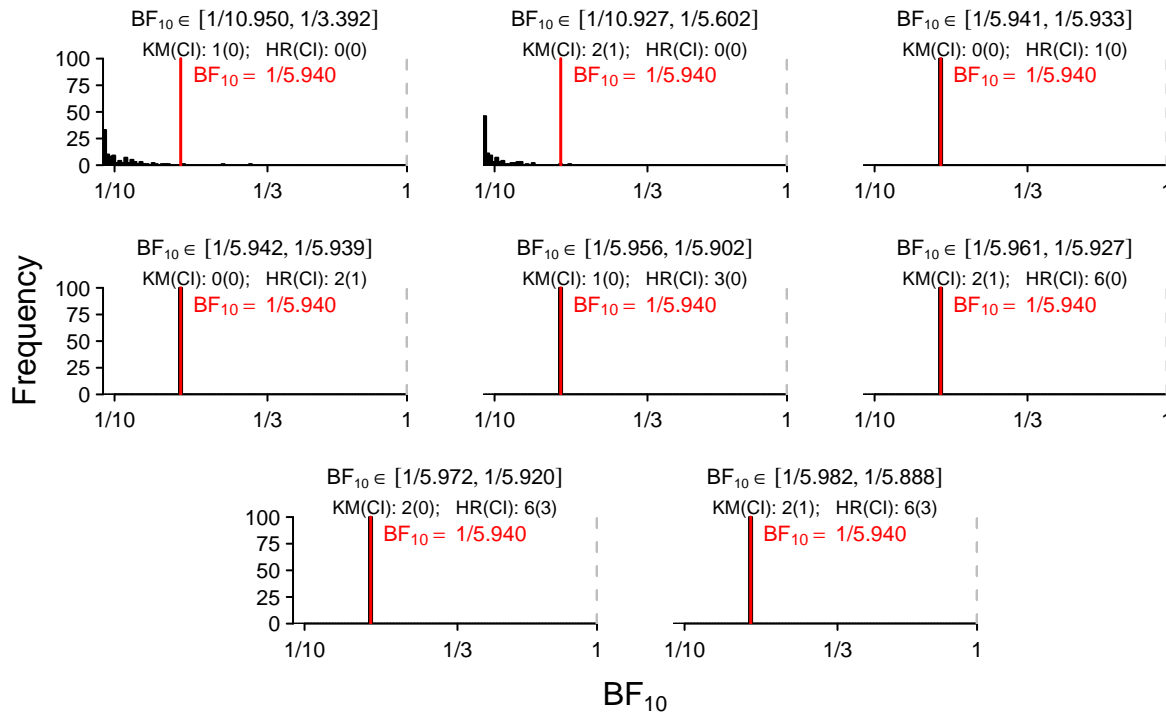 BF10 ∈ [1/10.950, 1/3.392]
KM(CI): 1(0); HR(CI): 0(0)
BF10 = 1/5.940
100
75
50
25
0
1/10
1/3
1
BF10 ∈ [1/10.927, 1/5.602]
KM(CI): 2(1); HR(CI): 0(0)
BF10 = 1/5.940
1/10
1/3
1
BF10 ∈ [1/5.941, 1/5.933]
KM(CI): 0(0); HR(CI): 1(0)
BF10 = 1/5.940
1/10
1/3
1
Frequency
BF10 ∈ [1/5.942, 1/5.939]
KM(CI): 0(0); HR(CI): 2(1)
BF10 = 1/5.940
100
75
50
25
0
1/10
1/3
1
BF10 ∈ [1/5.956, 1/5.902]
KM(CI): 1(0); HR(CI): 3(0)
BF10 = 1/5.940
1/10
1/3
1
BF10 ∈ [1/5.961, 1/5.927]
KM(CI): 2(1); HR(CI): 6(0)
BF10 = 1/5.940
1/10
1/3
1
BF10 ∈ [1/5.972, 1/5.920]
KM(CI): 2(0); HR(CI): 6(3)
BF10 = 1/5.940
100
75
50
25
0
1/10
1/3
1
BF10 ∈ [1/5.982, 1/5.888]
KM(CI): 2(1); HR(CI): 6(3)
BF10 = 1/5.940
1/10
1/3
1
BF10